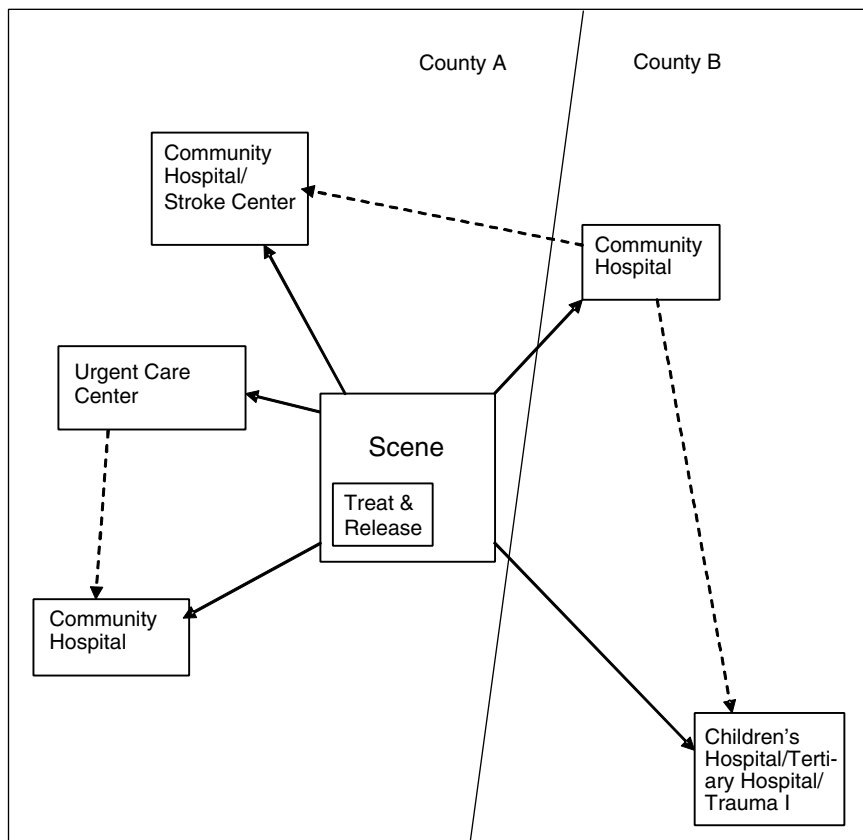 County A
County B
Community
Hospital/
Stroke Center
Community
Hospital
Urgent Care
Center
Scene
Treat &
Release
Community
Hospital
Children's
Hospital/Terti-
ary Hospital/
Trauma I